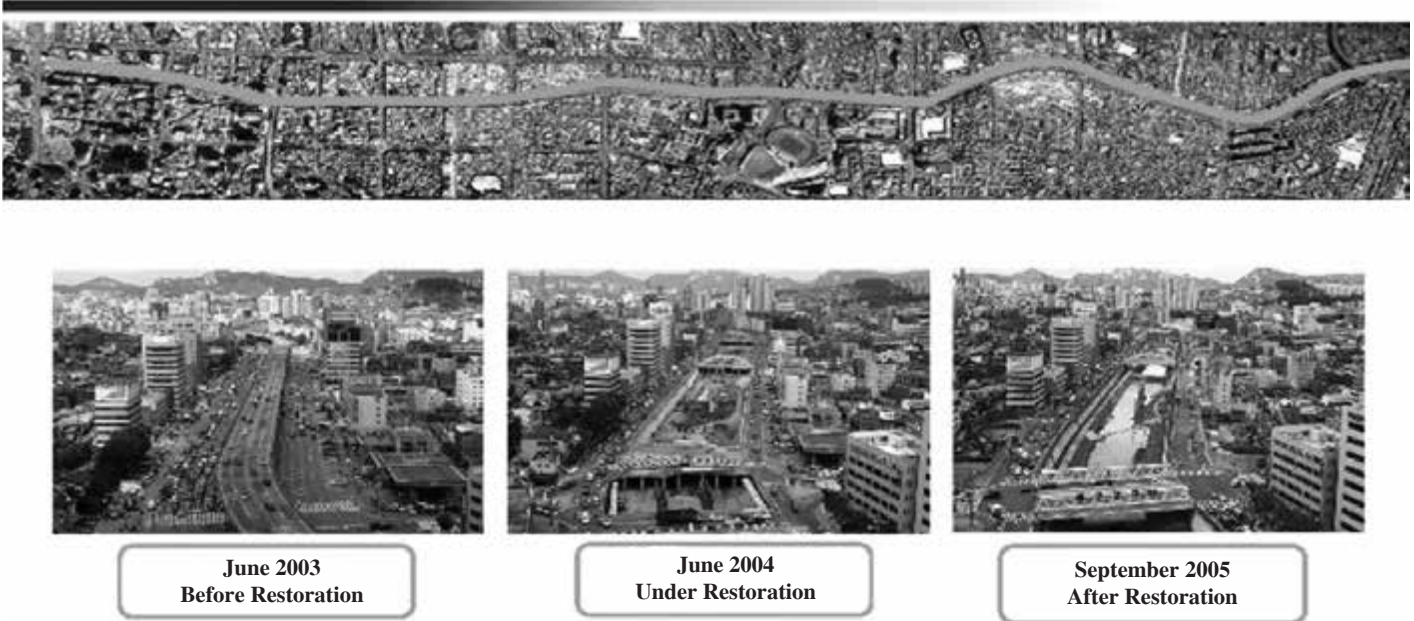 June 2003
Before Restoration
June 2004
Under Restoration
September 2005
After Restoration